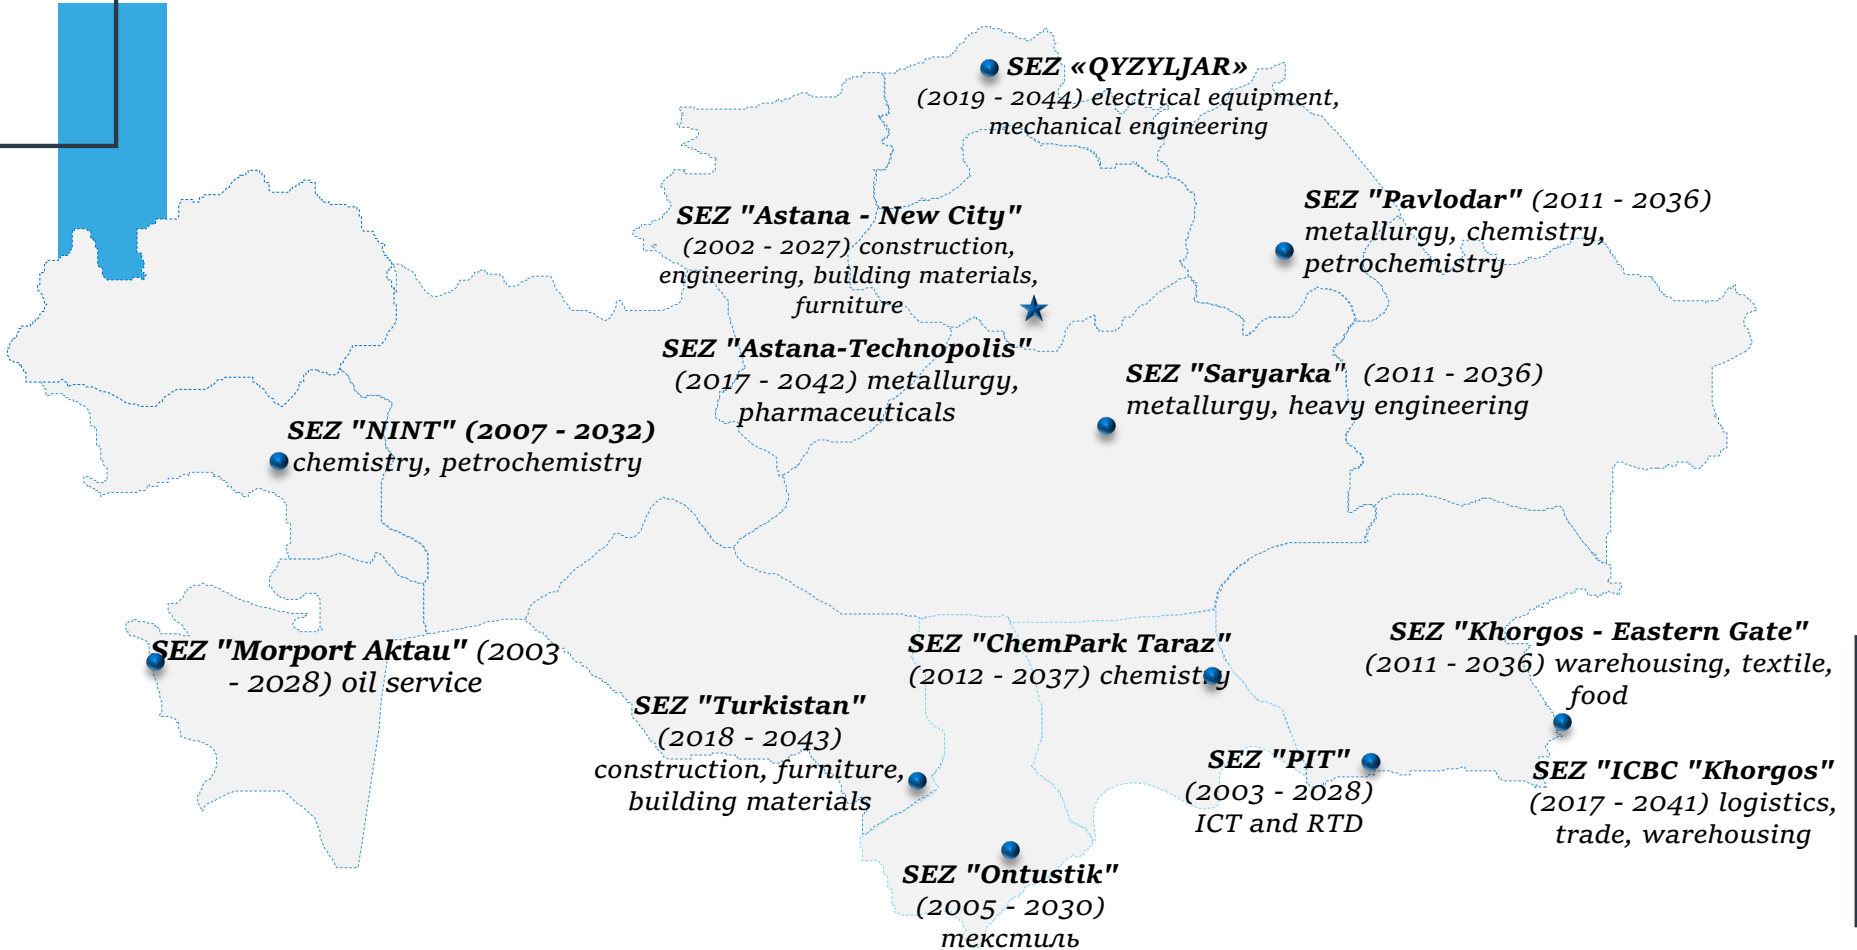 SEZ «QYZYLJAR»
(2019 - 2044) electrical equipment,
mechanical engineering
SEZ "Pavlodar" (2011 - 2036)
metallurgy, chemistry,
petrochemistry
SEZ "Astana - New City"
(2002 - 2027) construction,
engineering, building materials,
furniture
SEZ "Astana-Technopolis"
(2017 - 2042) metallurgy,
pharmaceuticals
SEZ "Saryarka" (2011 - 2036)
metallurgy, heavy engineering
SEZ "NINT" (2007 - 2032)
chemistry, petrochemistry
SEZ "Morport Aktau" (2003
- 2028) oil service
SEZ "ChemPark Taraz"
(2012 - 2037) chemistry
SEZ "Khorgos - Eastern Gate"
(2011 - 2036) warehousing, textile,
food
SEZ "Turkistan"
(2018 - 2043)
construction, furniture,
building materials
SEZ "PIT"
(2003 - 2028)
ICT and RTD
SEZ "ICBC "Khorgos"
(2017 - 2041) logistics,
trade, warehousing
SEZ "Ontustik"
(2005 - 2030)
текстиль